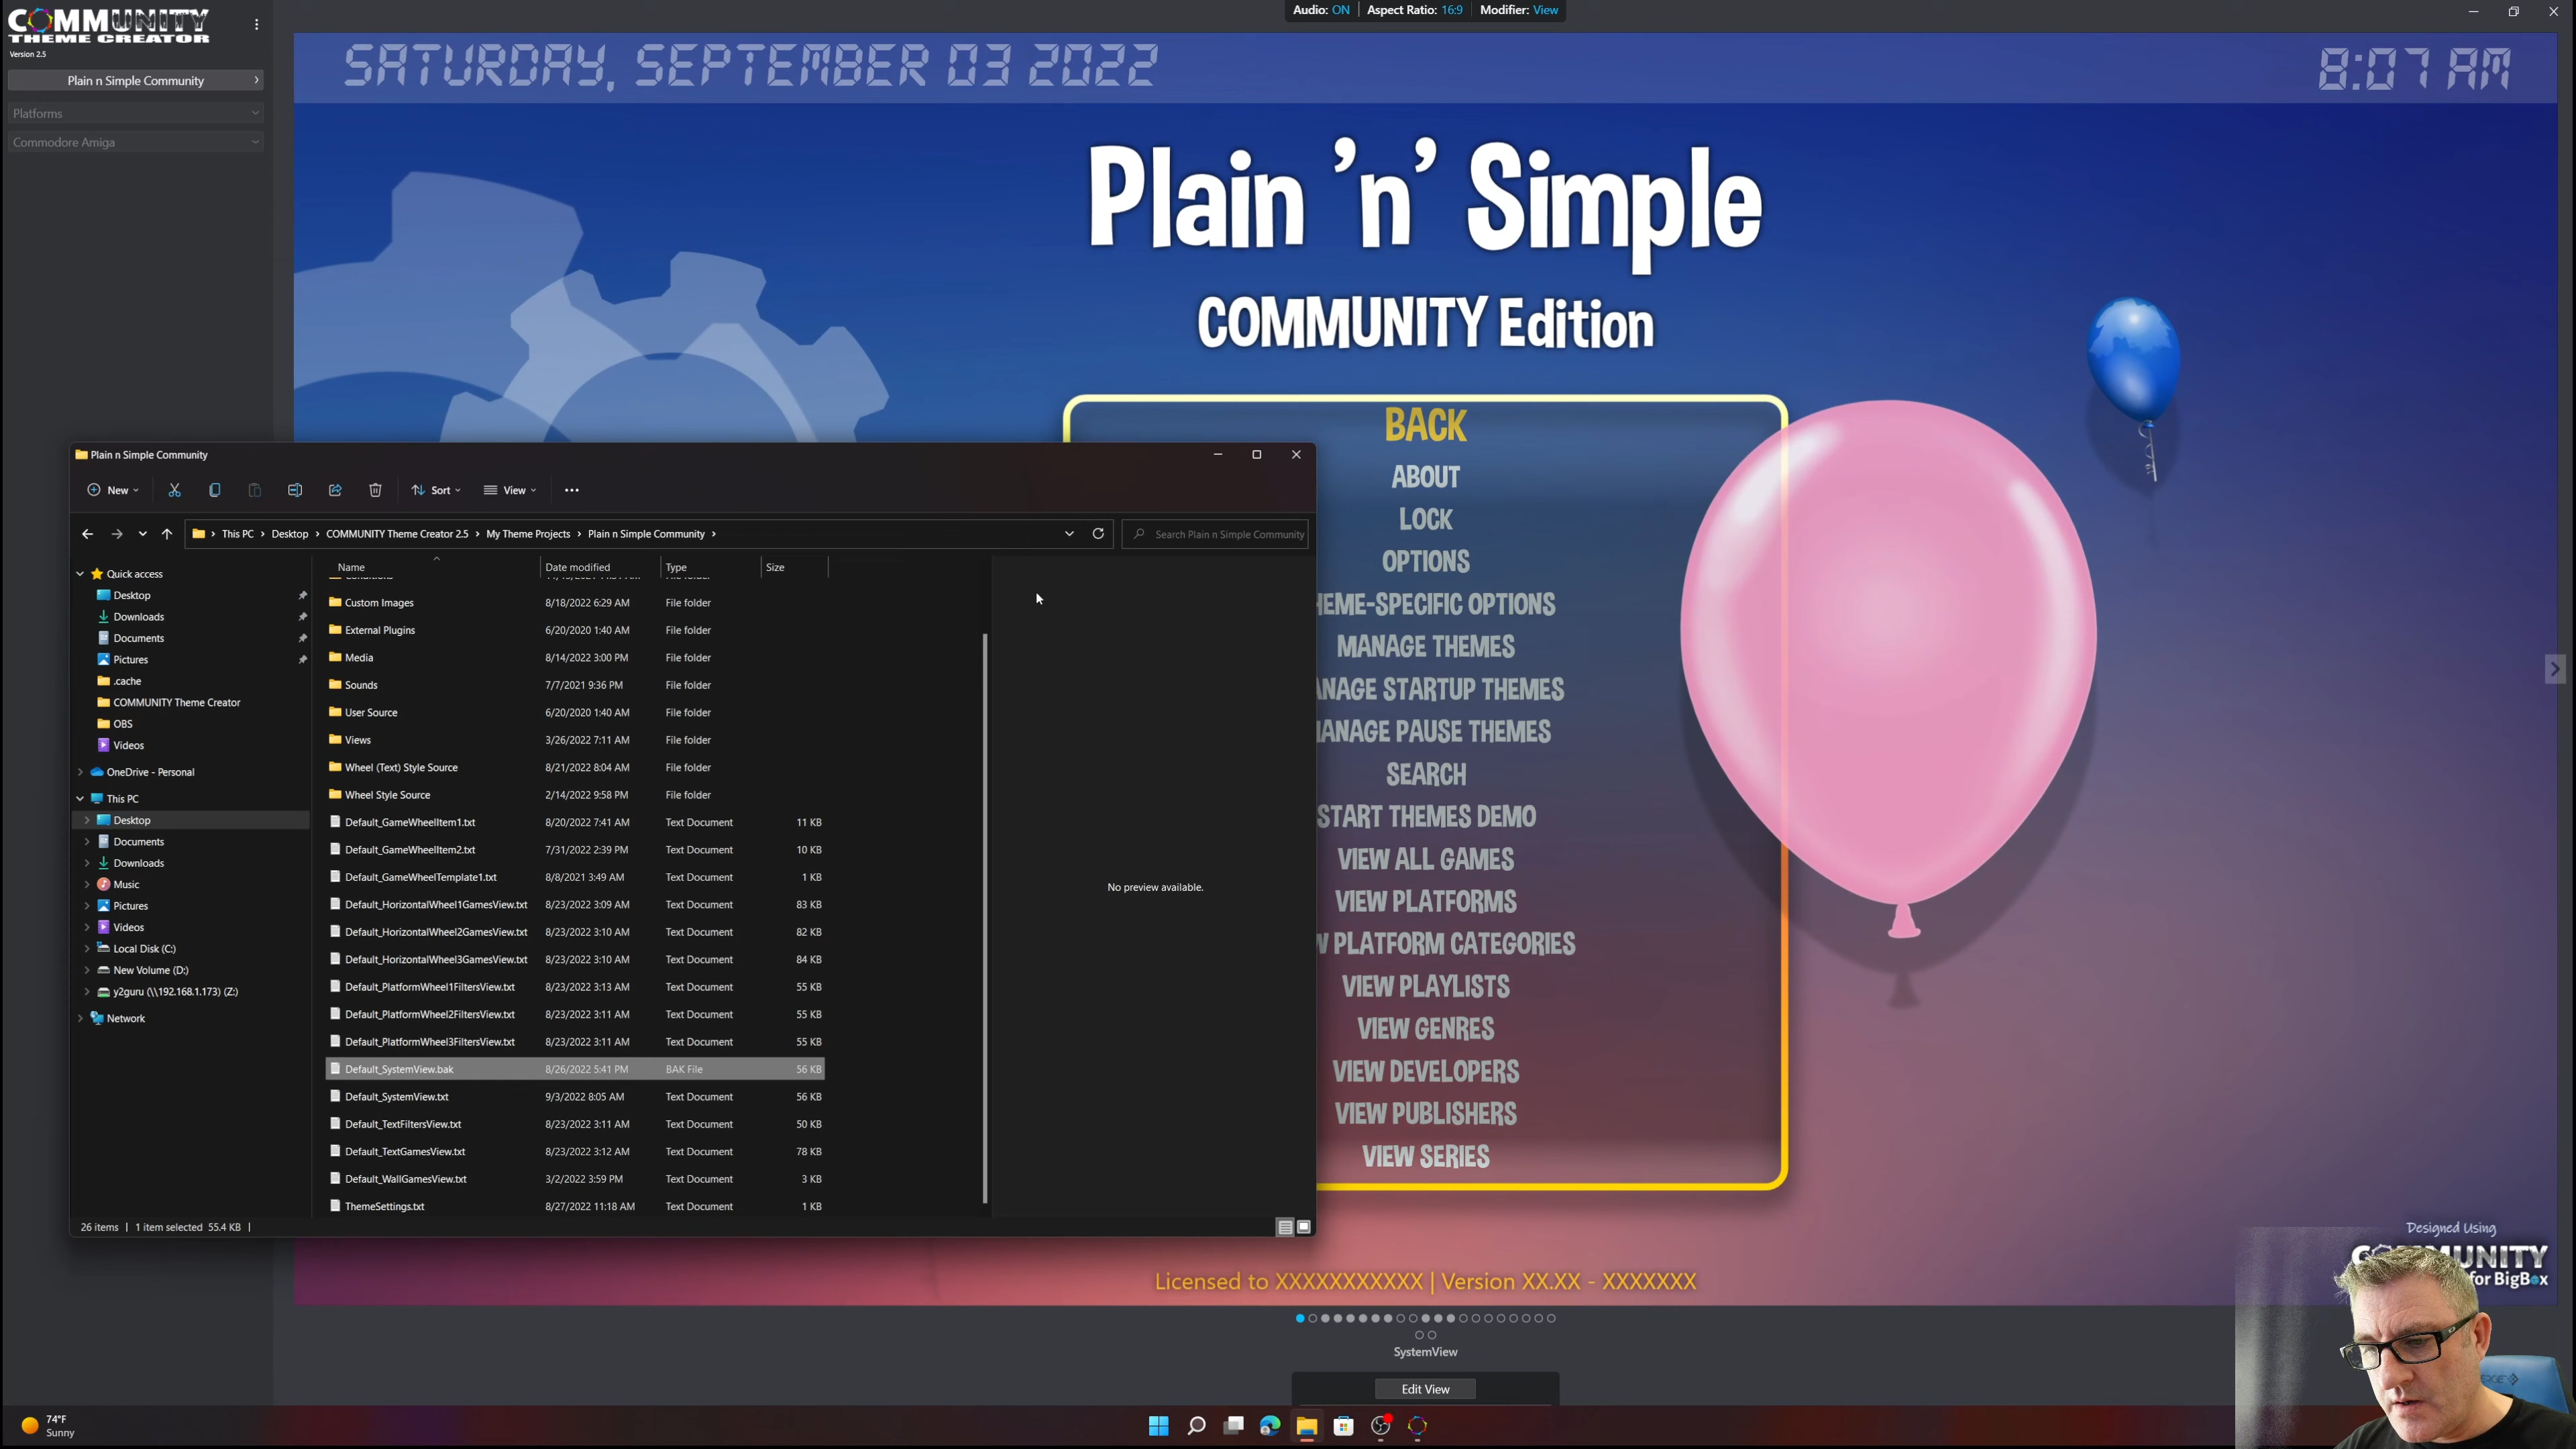 COMMUNITY
THEME CREATOR
Version 2.5
Plain n Simple Community
Platforms
Commodore Amiga
Audio: ON | Aspect Ratio: 16:9 | Modifier: View
SATURDAY, SEPTEMBER 03 2022
8:07 AM
Plain 'n' Simple
COMMUNITY Edition
BACK
ABOUT
LOCK
OPTIONS
HEME-SPECIFIC OPTIONS
MANAGE THEMES
ANAGE STARTUP THEMES
ANAGE PAUSE THEMES
SEARCH
START THEMES DEMO
VIEW ALL GAMES
VIEW PLATFORMS
W PLATFORM CATEGORIES
VIEW PLAYLISTS
VIEW GENRES
VIEW DEVELOPERS
VIEW PUBLISHERS
VIEW SERIES
Plain n Simple Community
New
Sort
View
This PC > Desktop > COMMUNITY Theme Creator 2.5 > My Theme Projects > Plain n Simple Community >
Search Plain n Simple Community
Quick access
Desktop
Downloads
Documents
Pictures
.cache
COMMUNITY Theme Creator
OBS
Videos
OneDrive - Personal
This PC
Desktop
Documents
Downloads
Music
Pictures
Videos
Local Disk (C:)
New Volume (D:)
y2guru (\\192.168.1.173) (Z:)
Network
Name Date modified Type Size
Custom Images 8/18/2022 6:29 AM File folder
External Plugins 6/20/2020 1:40 AM File folder
Media 8/14/2022 3:00 PM File folder
Sounds 7/7/2021 9:36 PM File folder
User Source 6/20/2020 1:40 AM File folder
Views 3/26/2022 7:11 AM File folder
Wheel (Text) Style Source 8/21/2022 8:04 AM File folder
Wheel Style Source 2/14/2022 9:58 PM File folder
Default_GameWheelItem1.txt 8/20/2022 7:41 AM Text Document 11 KB
Default_GameWheelItem2.txt 7/31/2022 2:39 PM Text Document 10 KB
Default_GameWheelTemplate1.txt 8/8/2021 3:49 AM Text Document 1 KB
Default_HorizontalWheel1GamesView.txt 8/23/2022 3:09 AM Text Document 83 KB
Default_HorizontalWheel2GamesView.txt 8/23/2022 3:10 AM Text Document 82 KB
Default_HorizontalWheel3GamesView.txt 8/23/2022 3:10 AM Text Document 84 KB
Default_PlatformWheel1FiltersView.txt 8/23/2022 3:13 AM Text Document 55 KB
Default_PlatformWheel2FiltersView.txt 8/23/2022 3:11 AM Text Document 55 KB
Default_PlatformWheel3FiltersView.txt 8/23/2022 3:11 AM Text Document 55 KB
Default_SystemView.bak 8/26/2022 5:41 PM BAK File 56 KB
Default_SystemView.txt 9/3/2022 8:05 AM Text Document 56 KB
Default_TextFiltersView.txt 8/23/2022 3:11 AM Text Document 50 KB
Default_TextGamesView.txt 8/23/2022 3:12 AM Text Document 78 KB
Default_WallGamesView.txt 3/2/2022 3:59 PM Text Document 3 KB
ThemeSettings.txt 8/27/2022 11:18 AM Text Document 1 KB
No preview available.
26 items | 1 item selected 55.4 KB |
Designed Using
for BigBox
Licensed to XXXXXXXXXXX | Version XX.XX - XXXXXXX
SystemView
Edit View
74°F
Sunny